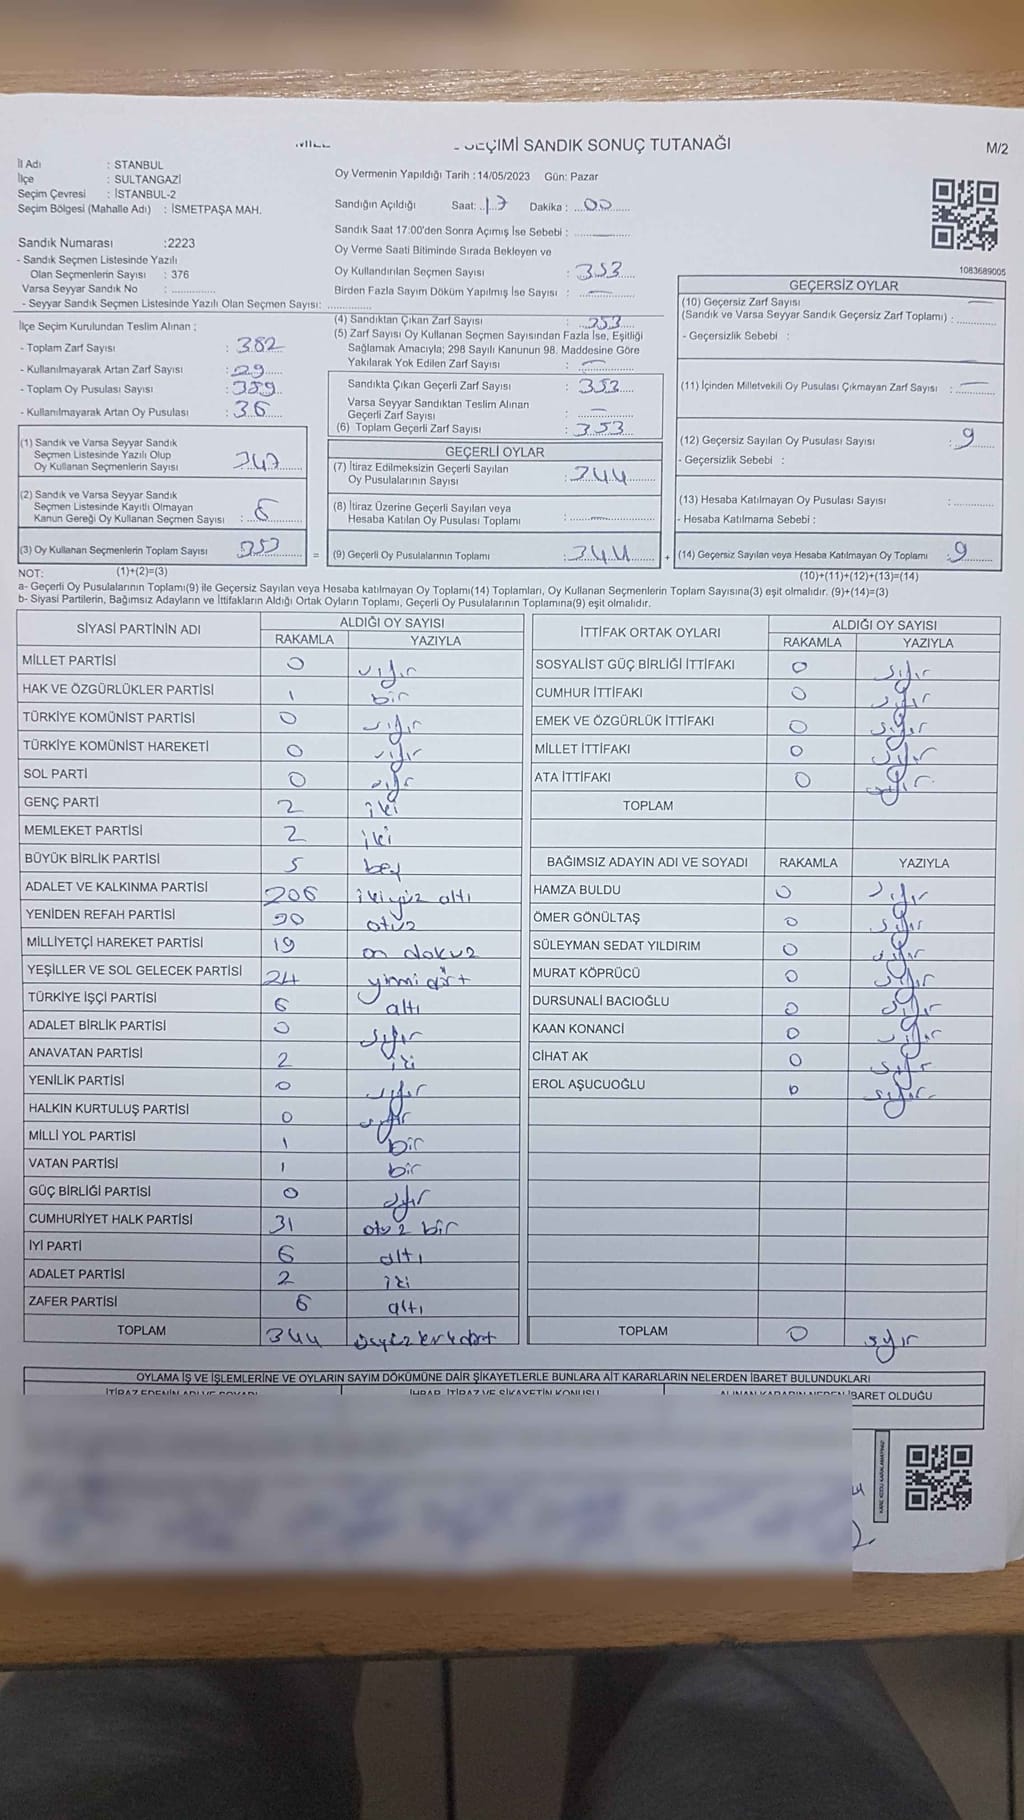 SEÇİMİ SANDIK SONUÇ TUTANAĞI
M/2
İl Adı : STANBUL
İlçe : SULTANGAZİ
Seçim Çevresi : İSTANBUL-2
Seçim Bölgesi (Mahalle Adı) : İSMETPAŞA MAH.
Oy Vermenin Yapıldığı Tarih : 14/05/2023 Gün: Pazar
Sandığın Açıldığı Saat: 17 Dakika : 00
Sandık Saat 17:00'den Sonra Açımış İse Sebebi :
Oy Verme Saati Bitiminde Sırada Bekleyen ve
Oy Kullandırılan Seçmen Sayısı : 353
Birden Fazla Sayım Döküm Yapılmış İse Sayısı : —
Sandık Numarası :2223
- Sandık Seçmen Listesinde Yazılı
Olan Seçmenlerin Sayısı : 376
Varsa Seyyar Sandık No :
- Seyyar Sandık Seçmen Listesinde Yazılı Olan Seçmen Sayısı:
1083689005
İlçe Seçim Kurulundan Teslim Alınan :
- Toplam Zarf Sayısı : 382
- Kullanılmayarak Artan Zarf Sayısı : 29
- Toplam Oy Pusulası Sayısı : 389
- Kullanılmayarak Artan Oy Pusulası : 36
(4) Sandıktan Çıkan Zarf Sayısı : 353
(5) Zarf Sayısı Oy Kullanan Seçmen Sayısından Fazla İse, Eşitliği
Sağlamak Amacıyla; 298 Sayılı Kanunun 98. Maddesine Göre
Yakılarak Yok Edilen Zarf Sayısı : —
Sandıkta Çıkan Geçerli Zarf Sayısı : 353
Varsa Seyyar Sandıktan Teslim Alınan
Geçerli Zarf Sayısı : —
(6) Toplam Geçerli Zarf Sayısı : 353
GEÇERSİZ OYLAR
(10) Geçersiz Zarf Sayısı
(Sandık ve Varsa Seyyar Sandık Geçersiz Zarf Toplamı) : —
- Geçersizlik Sebebi :
(11) İçinden Milletvekili Oy Pusulası Çıkmayan Zarf Sayısı : —
(12) Geçersiz Sayılan Oy Pusulası Sayısı : 9
- Geçersizlik Sebebi :
(13) Hesaba Katılmayan Oy Pusulası Sayısı :
- Hesaba Katılmama Sebebi :
(14) Geçersiz Sayılan veya Hesaba Katılmayan Oy Toplamı : 9
(1) Sandık ve Varsa Seyyar Sandık
Seçmen Listesinde Yazılı Olup
Oy Kullanan Seçmenlerin Sayısı 347
(2) Sandık ve Varsa Seyyar Sandık
Seçmen Listesinde Kayıtlı Olmayan
Kanun Gereği Oy Kullanan Seçmen Sayısı : 6
(3) Oy Kullanan Seçmenlerin Toplam Sayısı 353 =
GEÇERLİ OYLAR
(7) İtiraz Edilmeksizin Geçerli Sayılan
Oy Pusulalarının Sayısı : 344
(8) İtiraz Üzerine Geçerli Sayılan veya
Hesaba Katılan Oy Pusulası Toplamı :
(9) Geçerli Oy Pusulalarının Toplamı : 344 +
NOT: (1)+(2)=(3) (10)+(11)+(12)+(13)=(14)
a- Geçerli Oy Pusulalarının Toplamı(9) ile Geçersiz Sayılan veya Hesaba katılmayan Oy Toplamı(14) Toplamları, Oy Kullanan Seçmenlerin Toplam Sayısına(3) eşit olmalıdır. (9)+(14)=(3)
b- Siyasi Partilerin, Bağımsız Adayların ve İttifakların Aldığı Ortak Oyların Toplamı, Geçerli Oy Pusulalarının Toplamına(9) eşit olmalıdır.
SİYASİ PARTİNİN ADI ALDIĞI OY SAYISI
RAKAMLA YAZIYLA
MİLLET PARTİSİ 0 sıfır
HAK VE ÖZGÜRLÜKLER PARTİSİ 1 bir
TÜRKİYE KOMÜNİST PARTİSİ 0 sıfır
TÜRKİYE KOMÜNİST HAREKETİ 0 sıfır
SOL PARTİ 0 sıfır
GENÇ PARTİ 2 iki
MEMLEKET PARTİSİ 2 iki
BÜYÜK BİRLİK PARTİSİ 5 beş
ADALET VE KALKINMA PARTİSİ 206 ikiyüz altı
YENİDEN REFAH PARTİSİ 30 otuz
MİLLİYETÇİ HAREKET PARTİSİ 19 on dokuz
YEŞİLLER VE SOL GELECEK PARTİSİ 24 yirmi dört
TÜRKİYE İŞÇİ PARTİSİ 6 altı
ADALET BİRLİK PARTİSİ 0 sıfır
ANAVATAN PARTİSİ 2 iki
YENİLİK PARTİSİ 0 sıfır
HALKIN KURTULUŞ PARTİSİ 0 sıfır
MİLLİ YOL PARTİSİ 1 bir
VATAN PARTİSİ 1 bir
GÜÇ BİRLİĞİ PARTİSİ 0 sıfır
CUMHURİYET HALK PARTİSİ 31 otuz bir
İYİ PARTİ 6 altı
ADALET PARTİSİ 2 iki
ZAFER PARTİSİ 6 altı
TOPLAM 344 üçyüz kırk dört
İTTİFAK ORTAK OYLARI ALDIĞI OY SAYISI
RAKAMLA YAZIYLA
SOSYALİST GÜÇ BİRLİĞİ İTTİFAKI 0 sıfır
CUMHUR İTTİFAKI 0 sıfır
EMEK VE ÖZGÜRLÜK İTTİFAKI 0 sıfır
MİLLET İTTİFAKI 0 sıfır
ATA İTTİFAKI 0 sıfır
TOPLAM
BAĞIMSIZ ADAYIN ADI VE SOYADI RAKAMLA YAZIYLA
HAMZA BULDU 0 sıfır
ÖMER GÖNÜLTAŞ 0 sıfır
SÜLEYMAN SEDAT YILDIRIM 0 sıfır
MURAT KÖPRÜCÜ 0 sıfır
DURSUNALİ BACIOĞLU 0 sıfır
KAAN KONANCİ 0 sıfır
CİHAT AK 0 sıfır
EROL AŞUCUOĞLU 0 sıfır
TOPLAM 0 sıfır
OYLAMA İŞ VE İŞLEMLERİNE VE OYLARIN SAYIM DÖKÜMÜNE DAİR ŞİKAYETLERLE BUNLARA AİT KARARLARIN NELERDEN İBARET BULUNDUKLARI
İHBAR, İTİRAZ VE ŞİKAYETİN KONUSU
İBARET OLDUĞU